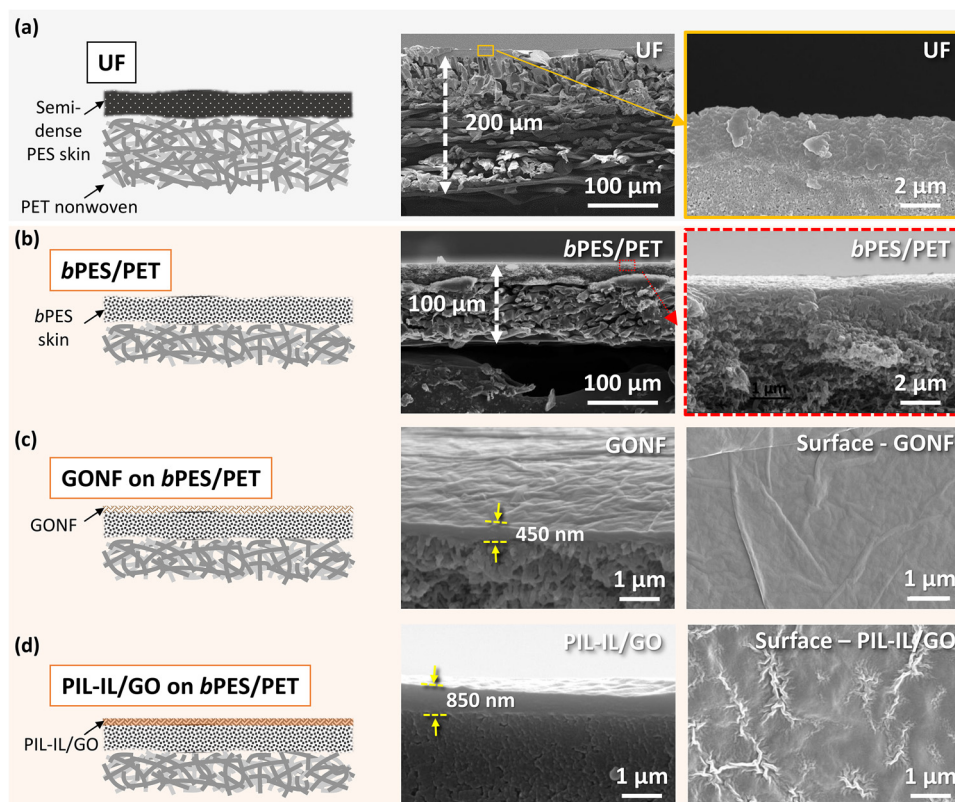 (a)
UF
Semi-
dense
PES skin
PET nonwoven
UF
200 µm
100 µm
UF
2 µm
(b)
bPES/PET
bPES
skin
bPES/PET
100 µm
100 µm
bPES/PET
1 µm
2 µm
(c)
GONF on bPES/PET
GONF
GONF
450 nm
1 µm
Surface - GONF
1 µm
(d)
PIL-IL/GO on bPES/PET
PIL-IL/GO
PIL-IL/GO
850 nm
1 µm
Surface – PIL-IL/GO
1 µm